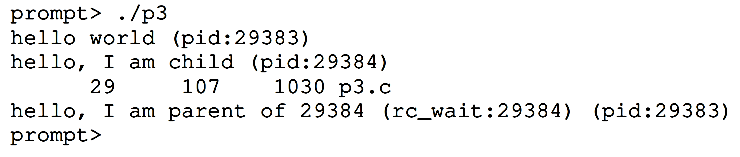 prompt> ./p3
hello world (pid:29383)
hello, I am child (pid:29384)
      29     107    1030 p3.c
hello, I am parent of 29384 (rc_wait:29384) (pid:29383)
prompt>